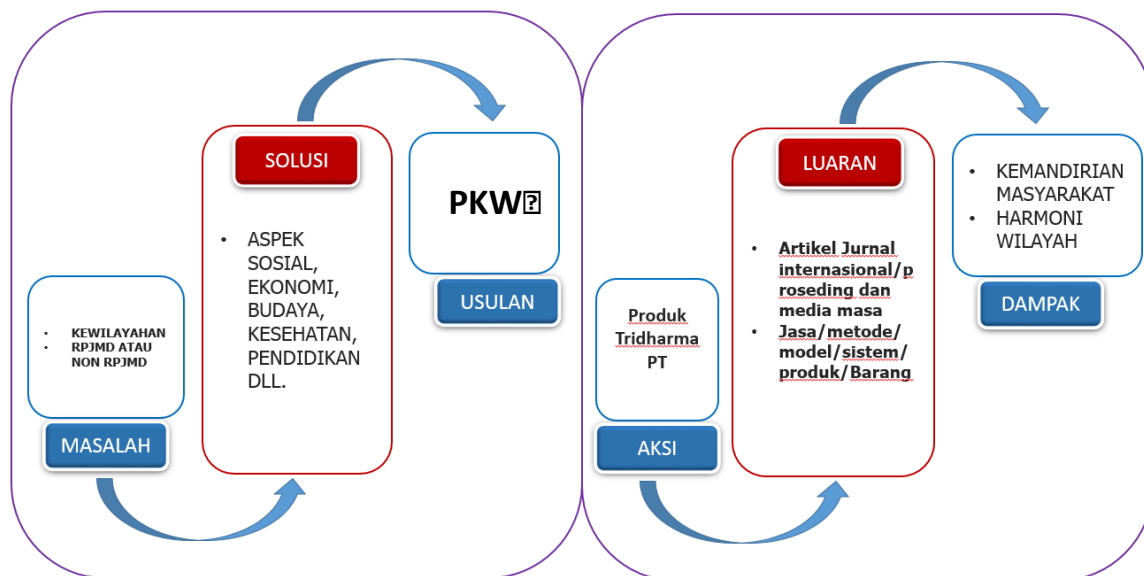 MASALAH
• KEWILAYAHAN
• RPJMD ATAU
NON RPJMD
SOLUSI
• ASPEK
SOSIAL,
EKONOMI,
BUDAYA,
KESEHATAN,
PENDIDIKAN
DLL.
PKW⍰
USULAN
Produk
Tridharma
PT
AKSI
LUARAN
• Artikel Jurnal
internasional/p
roseding dan
media masa
• Jasa/metode/
model/sistem/
produk/Barang
• KEMANDIRIAN
MASYARAKAT
• HARMONI
WILAYAH
DAMPAK